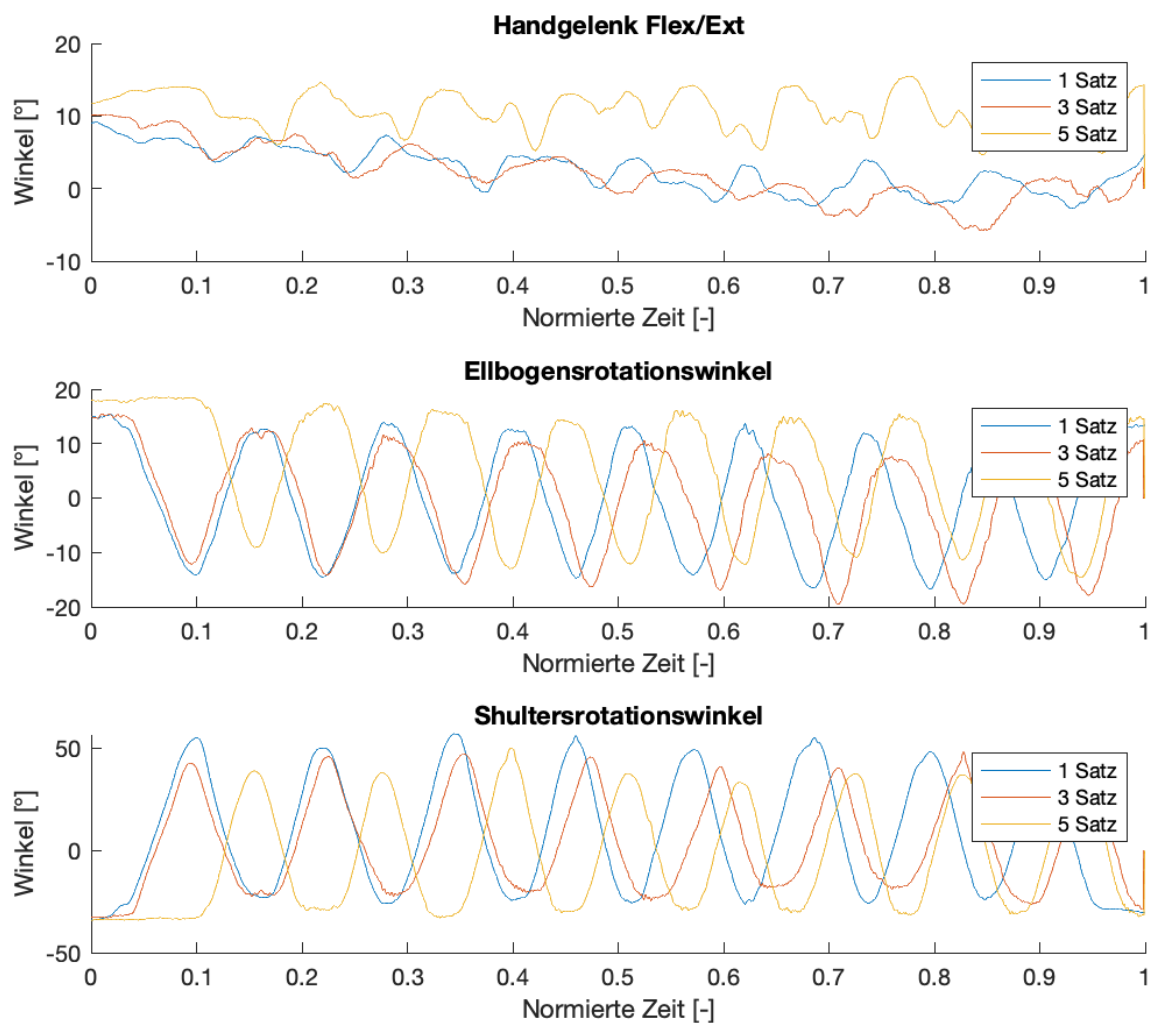 Handgelenk Flex/Ext
20
10
0
-10
Winkel [°]
1 Satz
3 Satz
5 Satz
0 0.1 0.2 0.3 0.4 0.5 0.6 0.7 0.8 0.9 1
Normierte Zeit [-]
Ellbogensrotationswinkel
20
10
0
-10
-20
Winkel [°]
1 Satz
3 Satz
5 Satz
0 0.1 0.2 0.3 0.4 0.5 0.6 0.7 0.8 0.9 1
Normierte Zeit [-]
Shultersrotationswinkel
50
0
-50
Winkel [°]
1 Satz
3 Satz
5 Satz
0 0.1 0.2 0.3 0.4 0.5 0.6 0.7 0.8 0.9 1
Normierte Zeit [-]